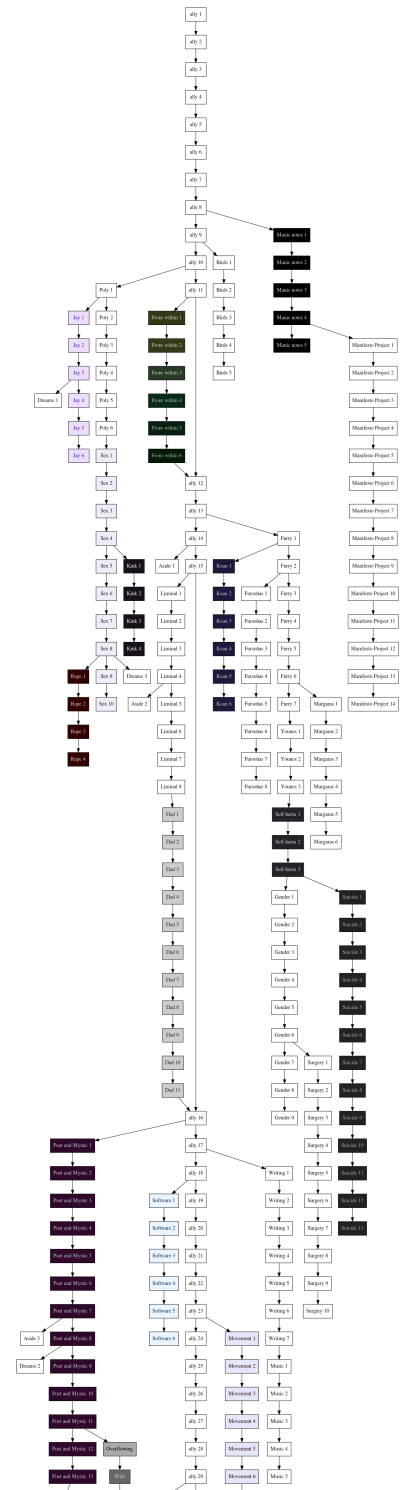 ally 1
ally 2
ally 3
ally 4
ally 5
ally 6
ally 7
ally 8
ally 9 Manic notes 1
ally 10 Birds 1 Manic notes 2
Poly 1 ally 11 Birds 2 Manic notes 3
Jay 1 Poly 2 From within 1 Birds 3 Manic notes 4
Jay 2 Poly 3 From within 2 Birds 4 Manic notes 5 Manifesto Project 1
Jay 3 Poly 4 From within 3 Birds 5 Manifesto Project 2
Dreams 1 Jay 4 Poly 5 From within 4 Manifesto Project 3
Jay 5 Poly 6 From within 5 Manifesto Project 4
Jay 6 Sex 1 From within 6 Manifesto Project 5
Sex 2 ally 12 Manifesto Project 6
Sex 3 ally 13 Manifesto Project 7
Sex 4 ally 14 Furry 1 Manifesto Project 8
Sex 5 Kink 1 Aside 1 ally 15 Koan 1 Furry 2 Manifesto Project 9
Sex 6 Kink 2 Liminal 1 Koan 2 Fursoñas 1 Furry 3 Manifesto Project 10
Sex 7 Kink 3 Liminal 2 Koan 3 Fursoñas 2 Furry 4 Manifesto Project 11
Sex 8 Kink 4 Liminal 3 Koan 4 Fursoñas 3 Furry 5 Manifesto Project 12
Rape 1 Sex 9 Dreams 3 Liminal 4 Koan 5 Fursoñas 4 Furry 6 Manifesto Project 13
Rape 2 Sex 10 Aside 2 Liminal 5 Koan 6 Fursoñas 5 Furry 7 Margaras 1 Manifesto Project 14
Rape 3 Liminal 6 Fursoñas 6 Younes 1 Margaras 2
Rape 4 Liminal 7 Fursoñas 7 Younes 2 Margaras 3
Liminal 8 Fursoñas 8 Younes 3 Margaras 4
Dad 1 Self-harm 1 Margaras 5
Dad 2 Self-harm 2 Margaras 6
Dad 3 Self-harm 3
Dad 4 Gender 1 Suicide 1
Dad 5 Gender 2 Suicide 2
Dad 6 Gender 3 Suicide 3
Dad 7 Gender 4 Suicide 4
Dad 8 Gender 5 Suicide 5
Dad 9 Gender 6 Suicide 6
Dad 10 Gender 7 Surgery 1 Suicide 7
Dad 11 Gender 8 Surgery 2 Suicide 8
ally 16 Gender 9 Surgery 3 Suicide 9
Poet and Mystic 1 ally 17 Surgery 4 Suicide 10
Poet and Mystic 2 ally 18 Writing 1 Surgery 5 Suicide 11
Poet and Mystic 3 Software 1 ally 19 Writing 2 Surgery 6 Suicide 12
Poet and Mystic 4 Software 2 ally 20 Writing 3 Surgery 7 Suicide 13
Poet and Mystic 5 Software 3 ally 21 Writing 4 Surgery 8
Poet and Mystic 6 Software 4 ally 22 Writing 5 Surgery 9
Poet and Mystic 7 Software 5 ally 23 Writing 6 Surgery 10
Aside 3 Poet and Mystic 8 Software 6 ally 24 Movement 1 Writing 7
Dreams 2 Poet and Mystic 9 ally 25 Movement 2 Music 1
Poet and Mystic 10 ally 26 Movement 3 Music 2
Poet and Mystic 11 ally 27 Movement 4 Music 3
Poet and Mystic 12 Overflowing ally 28 Movement 5 Music 4
Poet and Mystic 13 With ally 29 Movement 6 Music 5